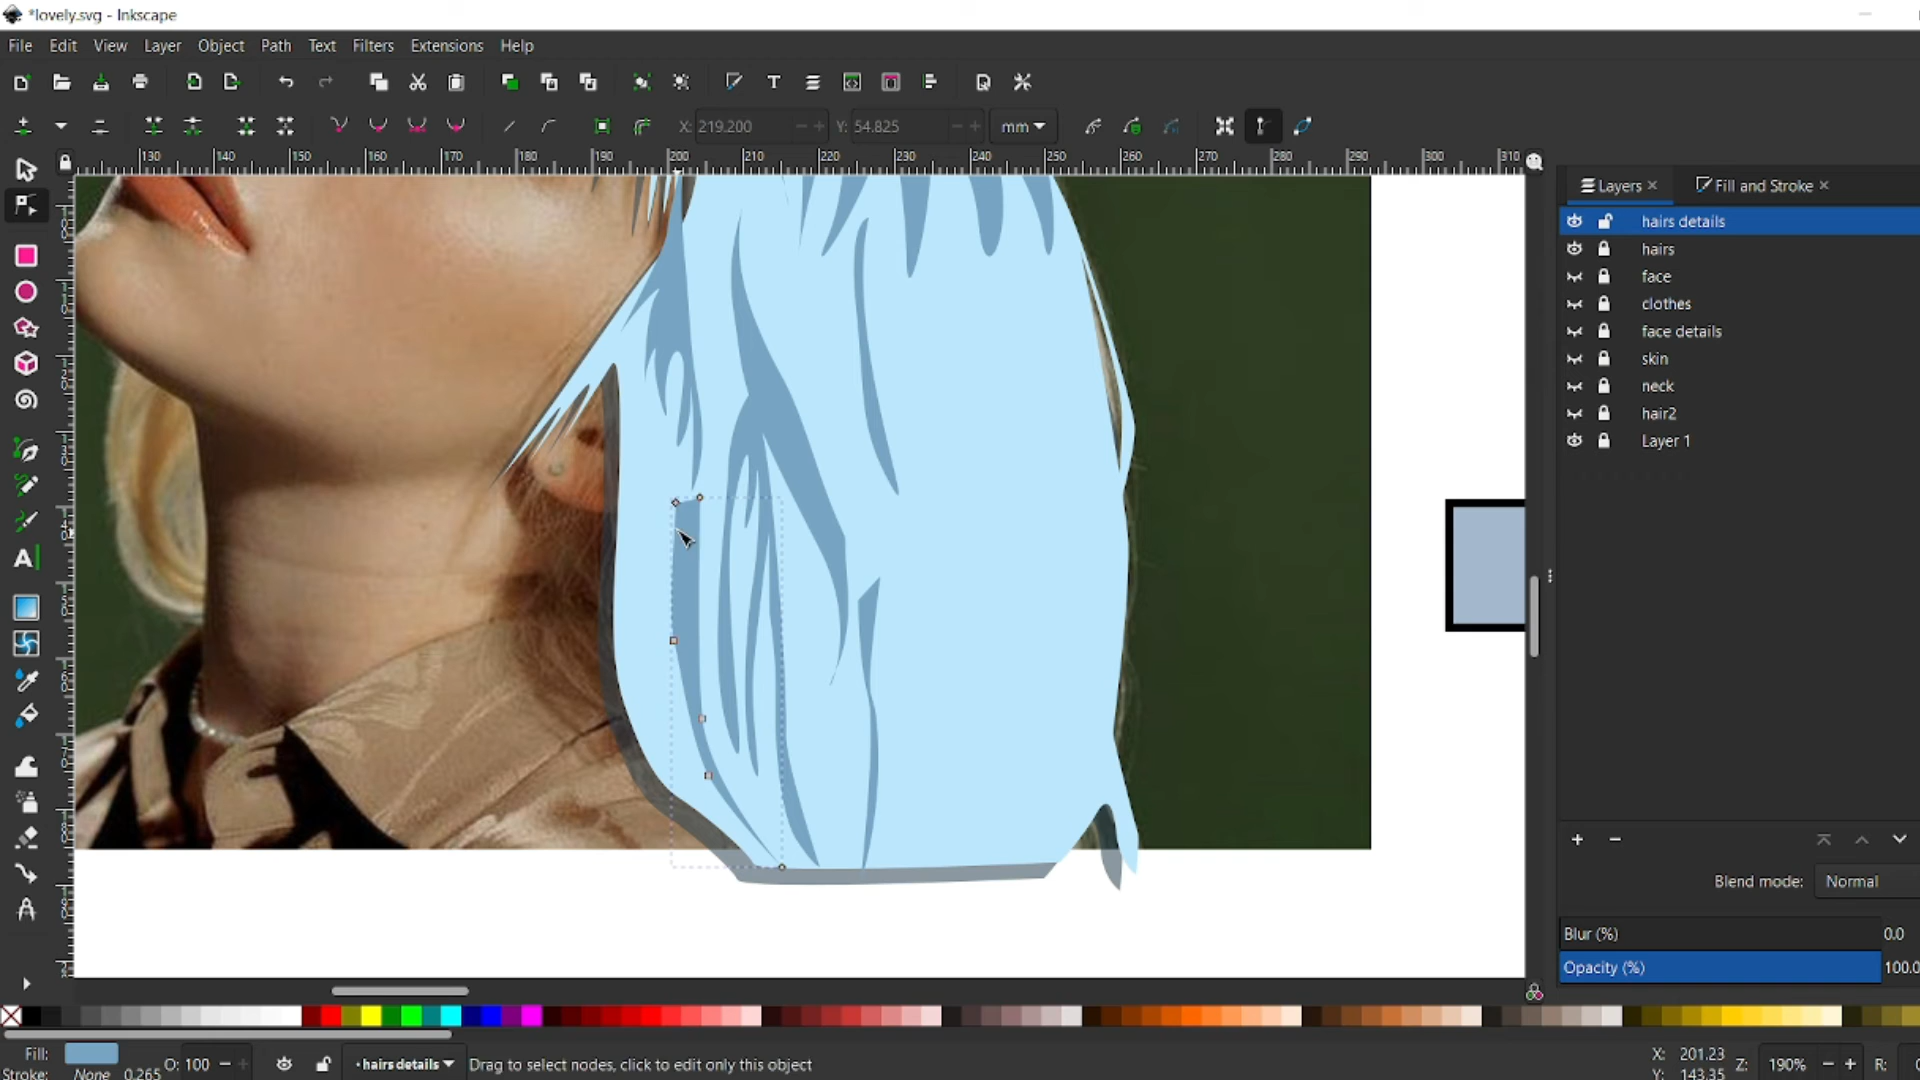 *lovely.svg - Inkscape
File Edit View Layer Object Path Text Filters Extensions Help
X: 219.200 Y: 54.825 mm
130 140 150 160 170 180 190 200 210 220 230 240 250 260 270 280 290 300 310
Layers Fill and Stroke
hairs details
hairs
face
clothes
face details
skin
neck
hair2
Layer 1
Blend mode: Normal
Blur (%) 0.0
Opacity (%) 100.0
Fill: O: 100 hairs details Drag to select nodes, click to edit only this object X: 201.23 Z: 190% R:
Stroke: None 0.265 Y: 143.35